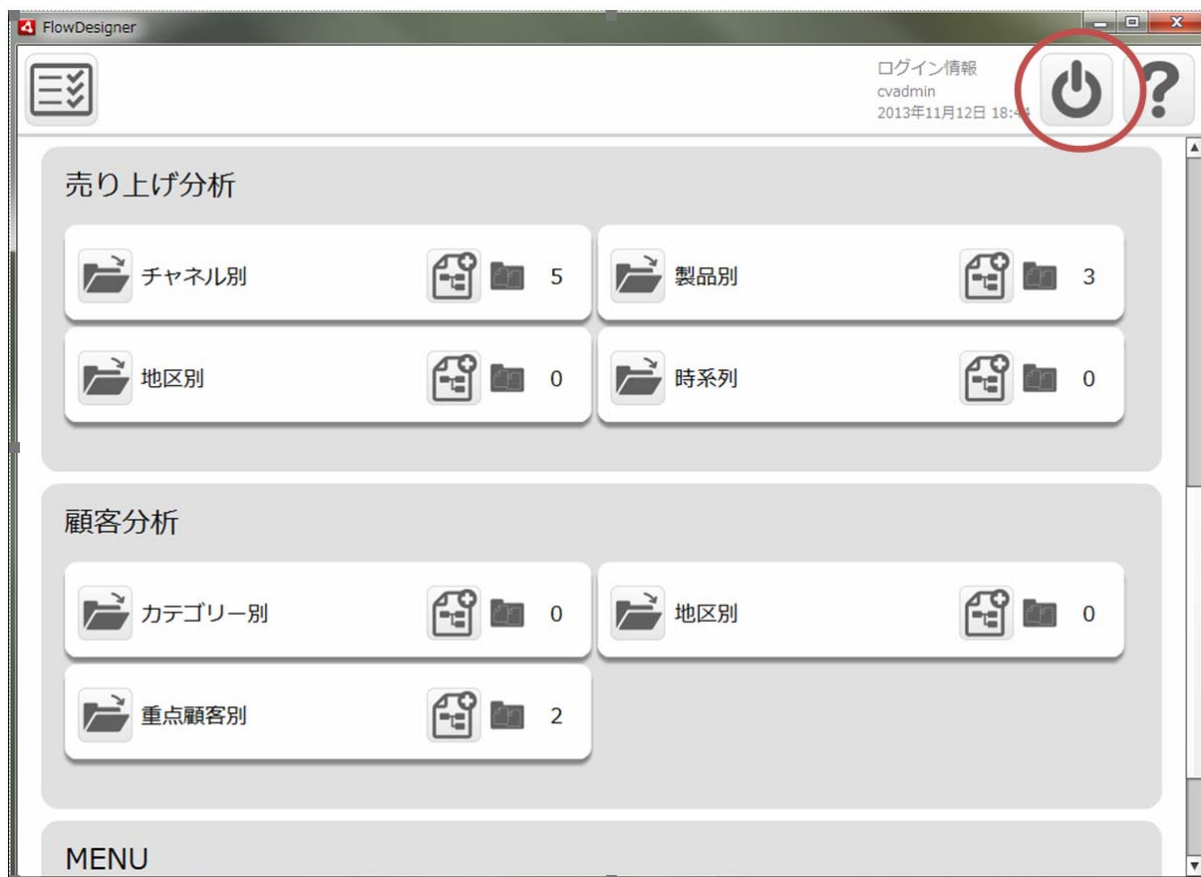 FlowDesigner
ログイン情報
cvadmin
2013年11月12日 18:44
売り上げ分析
チャネル別 5
製品別 3
地区別 0
時系列 0
顧客分析
カテゴリー別 0
地区別 0
重点顧客別 2
MENU